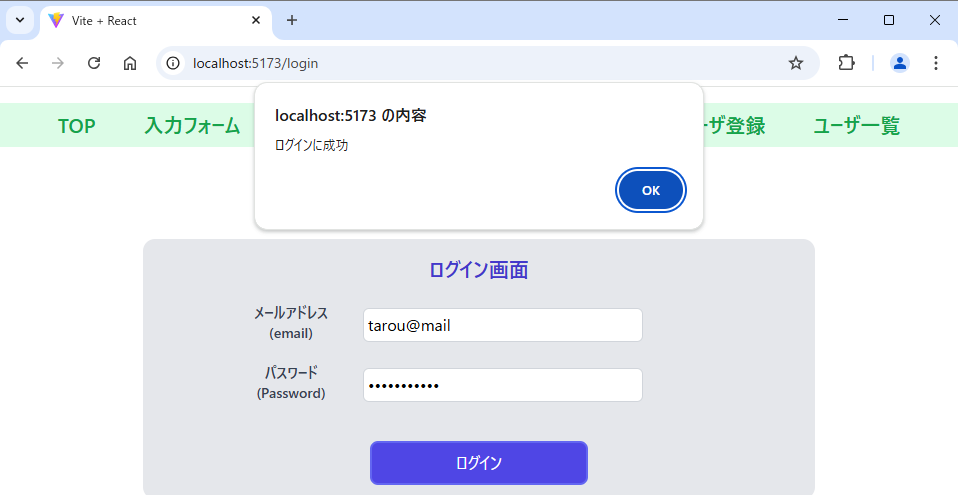 Vite + React
localhost:5173/login
TOP
入力フォーム
ーザ登録
ユーザ一覧
localhost:5173 の内容
ログインに成功
OK
ログイン画面
メールアドレス
(email)
tarou@mail
パスワード
(Password)
ログイン